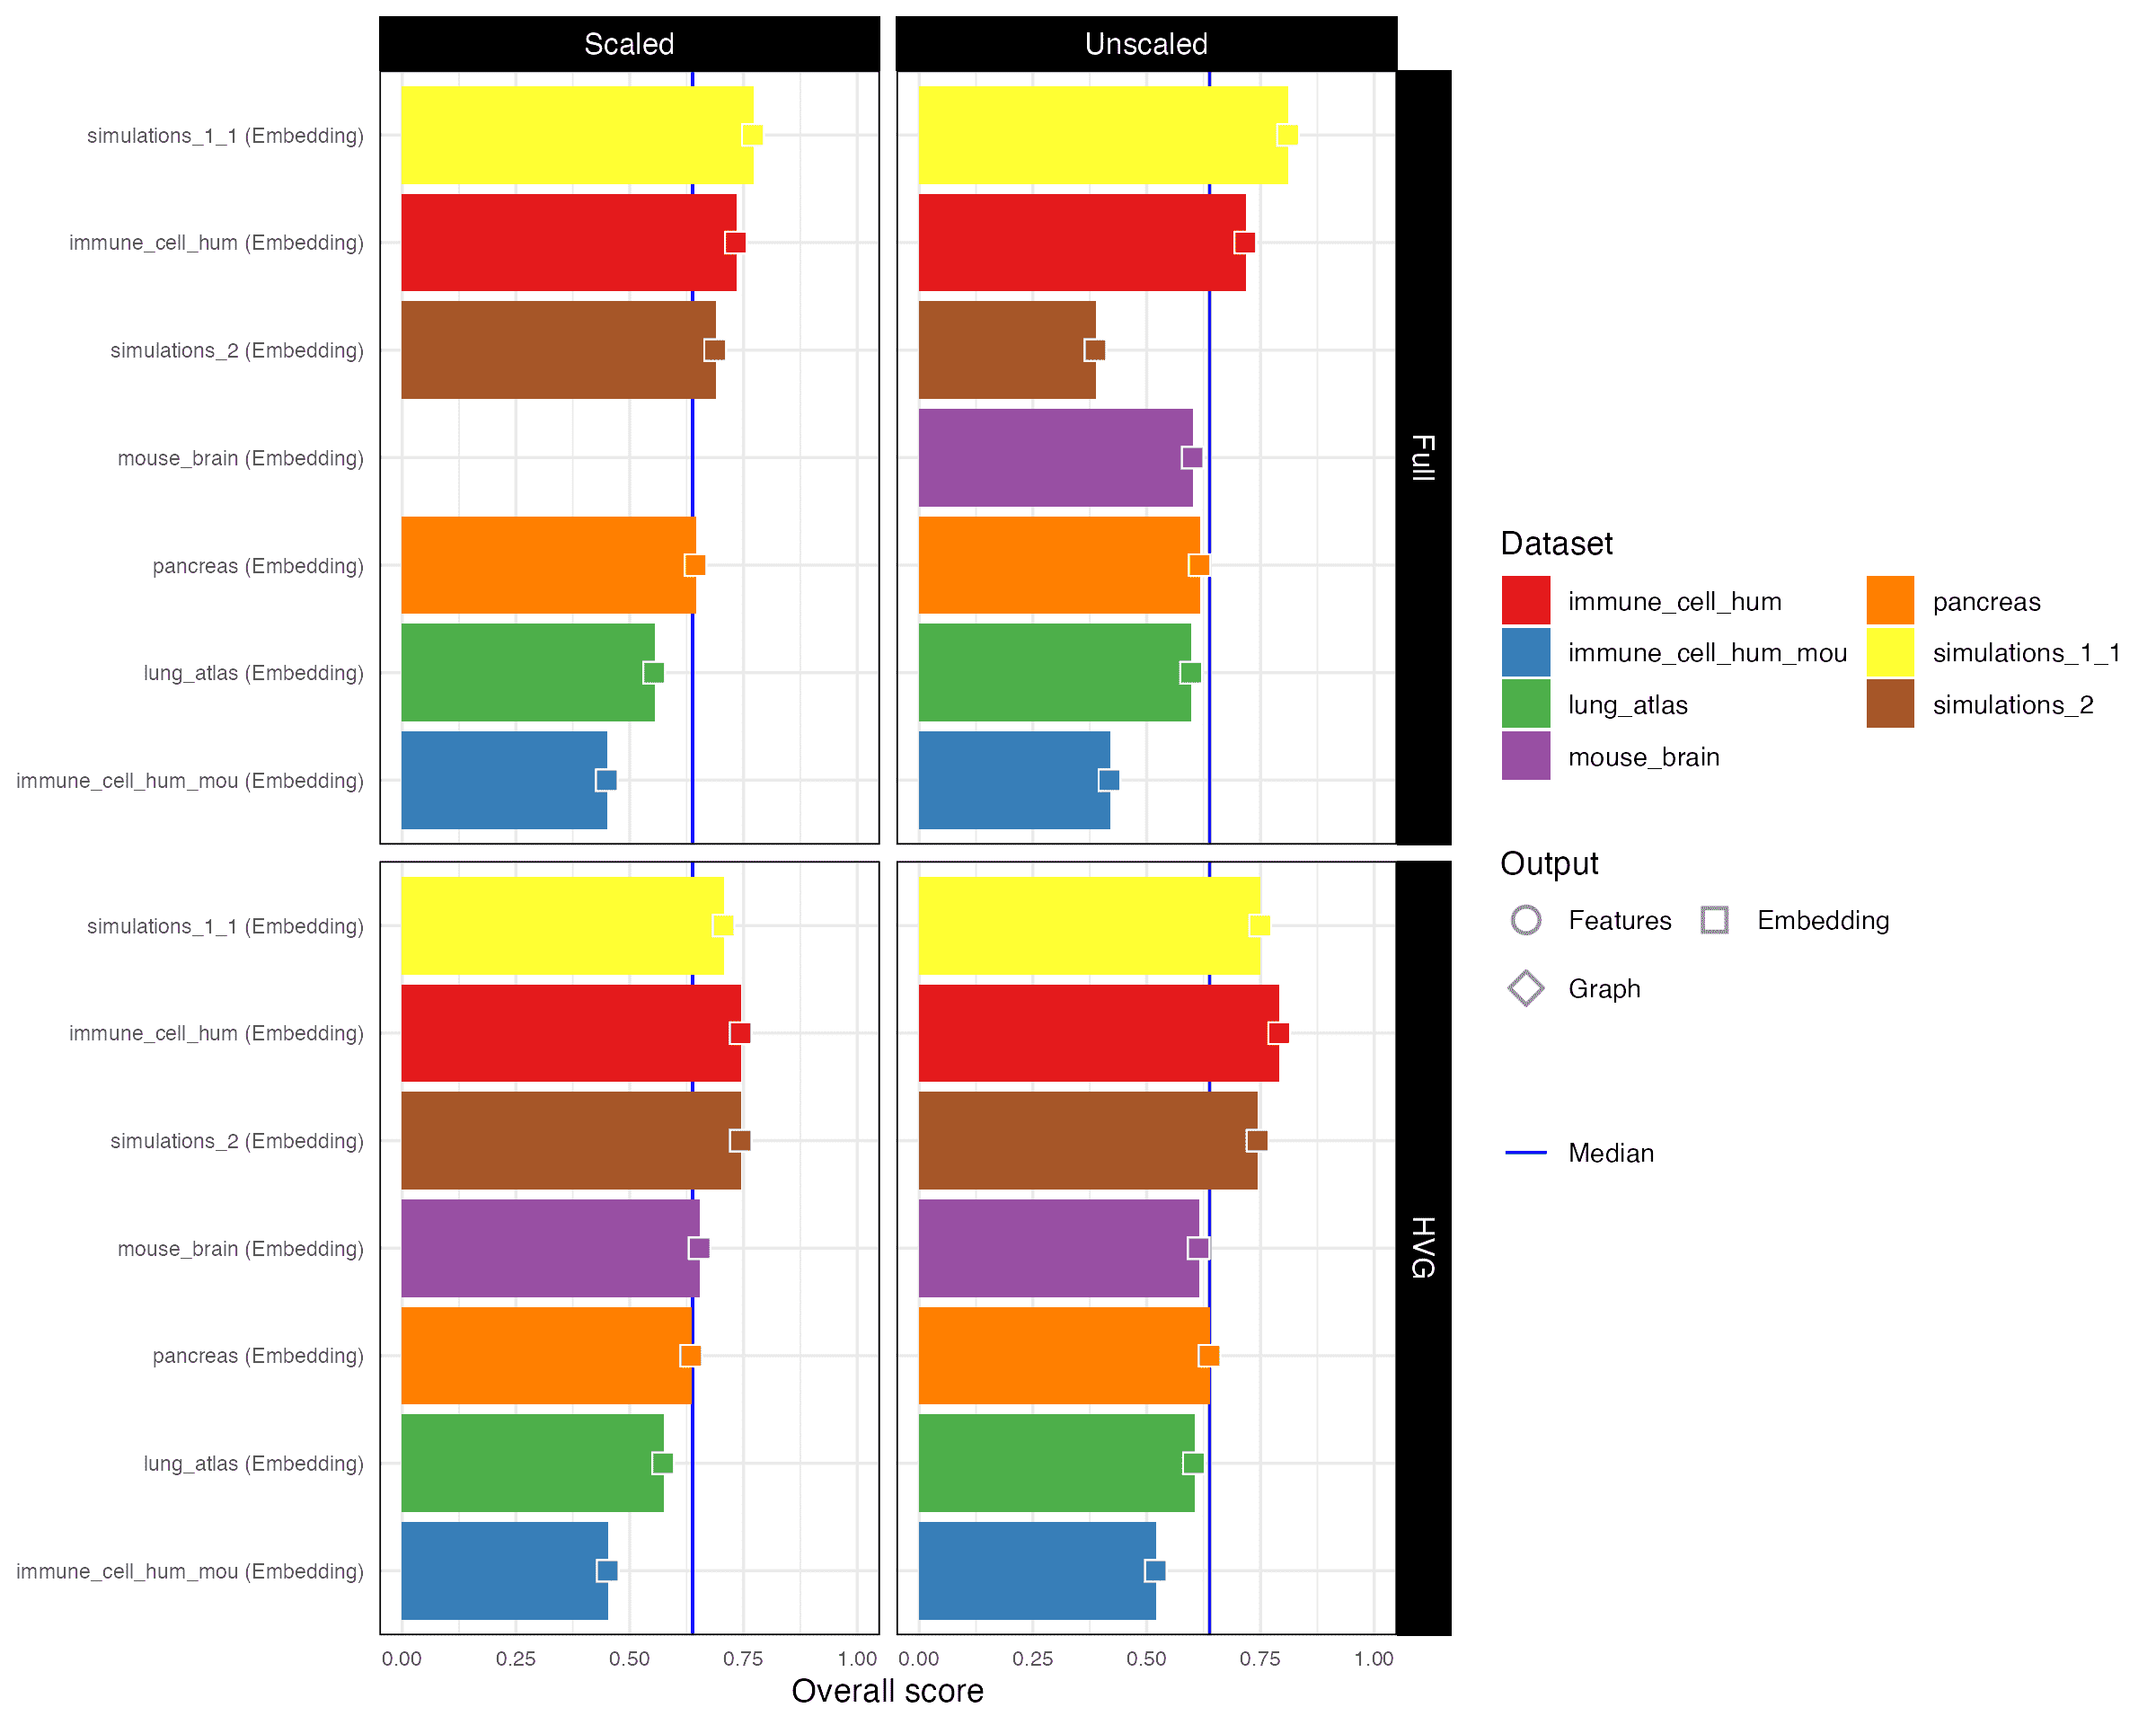 Scaled
Unscaled
simulations_1_1 (Embedding)
immune_cell_hum (Embedding)
simulations_2 (Embedding)
mouse_brain (Embedding)
pancreas (Embedding)
lung_atlas (Embedding)
immune_cell_hum_mou (Embedding)
Full
simulations_1_1 (Embedding)
immune_cell_hum (Embedding)
simulations_2 (Embedding)
mouse_brain (Embedding)
pancreas (Embedding)
lung_atlas (Embedding)
immune_cell_hum_mou (Embedding)
HVG
0.00 0.25 0.50 0.75 1.00
0.00 0.25 0.50 0.75 1.00
Overall score
Dataset
immune_cell_hum
immune_cell_hum_mou
lung_atlas
mouse_brain
pancreas
simulations_1_1
simulations_2
Output
Features
Embedding
Graph
Median